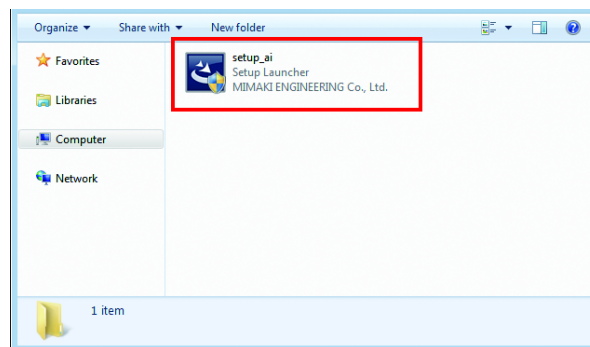 Organize Share with New folder
Favorites
Libraries
Computer
Network
setup_ai
Setup Launcher
MIMAKI ENGINEERING Co., Ltd.
1 item